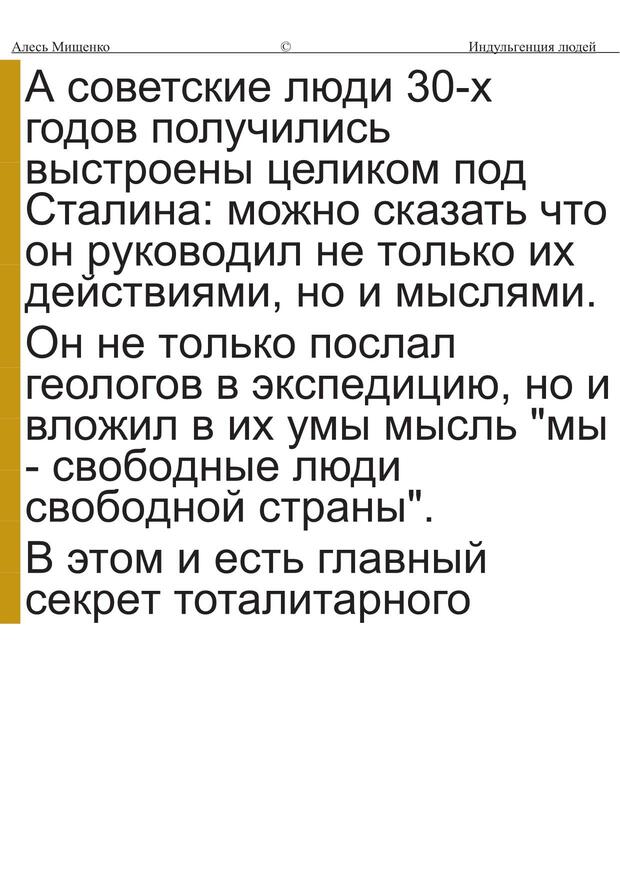 Алесь Мищенко © Индульгенция людей
А советские люди 30-х
годов получились
выстроены целиком под
Сталина: можно сказать что
он руководил не только их
действиями, но и мыслями.
Он не только послал
геологов в экспедицию, но и
вложил в их умы мысль "мы
- свободные люди
свободной страны".
В этом и есть главный
секрет тоталитарного